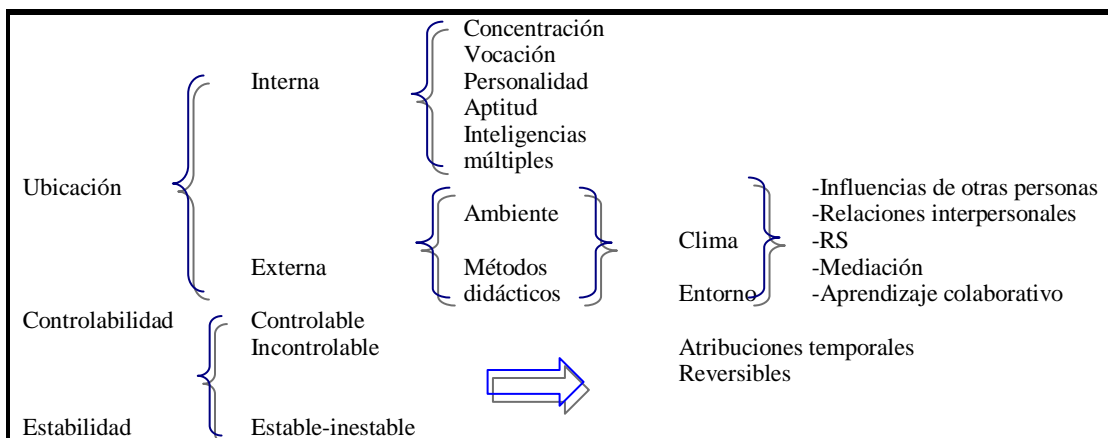 Concentración
Vocación
Interna
Personalidad
Aptitud
Inteligencias
múltiples
Ubicación
-Influencias de otras personas
Ambiente
-Relaciones interpersonales
Clima
-RS
Externa
Métodos
-Mediación
didácticos
Entorno
-Aprendizaje colaborativo
Controlabilidad
Controlable
Incontrolable
Atribuciones temporales
Reversibles
Estabilidad
Estable-inestable